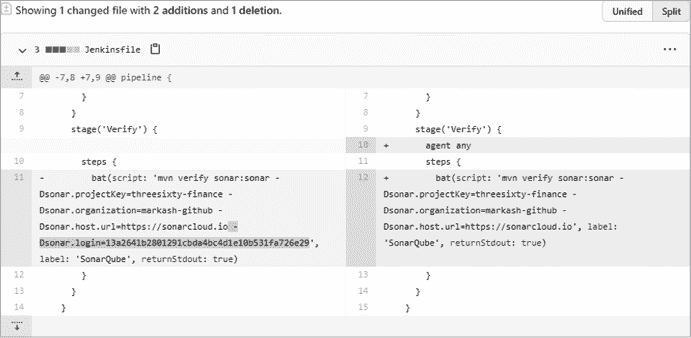 Showing 1 changed file with 2 additions and 1 deletion.
Unified Split
3 Jenkinsfile
@@ -7,8 +7,9 @@ pipeline {
7 }
8 }
9 stage('Verify') {
10 steps {
11 - bat(script: 'mvn verify sonar:sonar -
Dsonar.projectKey=threesixty-finance -
Dsonar.organization=markash-github -
Dsonar.host.url=https://sonarcloud.io -
Dsonar.login=13a2641b2801291cbda4bc4d1e10b531fa726e29',
label: 'SonarQube', returnStdout: true)
12 }
13 }
14 }
7 }
8 }
9 stage('Verify') {
10 + agent any
11 steps {
12 + bat(script: 'mvn verify sonar:sonar -
Dsonar.projectKey=threesixty-finance -
Dsonar.organization=markash-github -
Dsonar.host.url=https://sonarcloud.io', label:
'SonarQube', returnStdout: true)
13 }
14 }
15 }